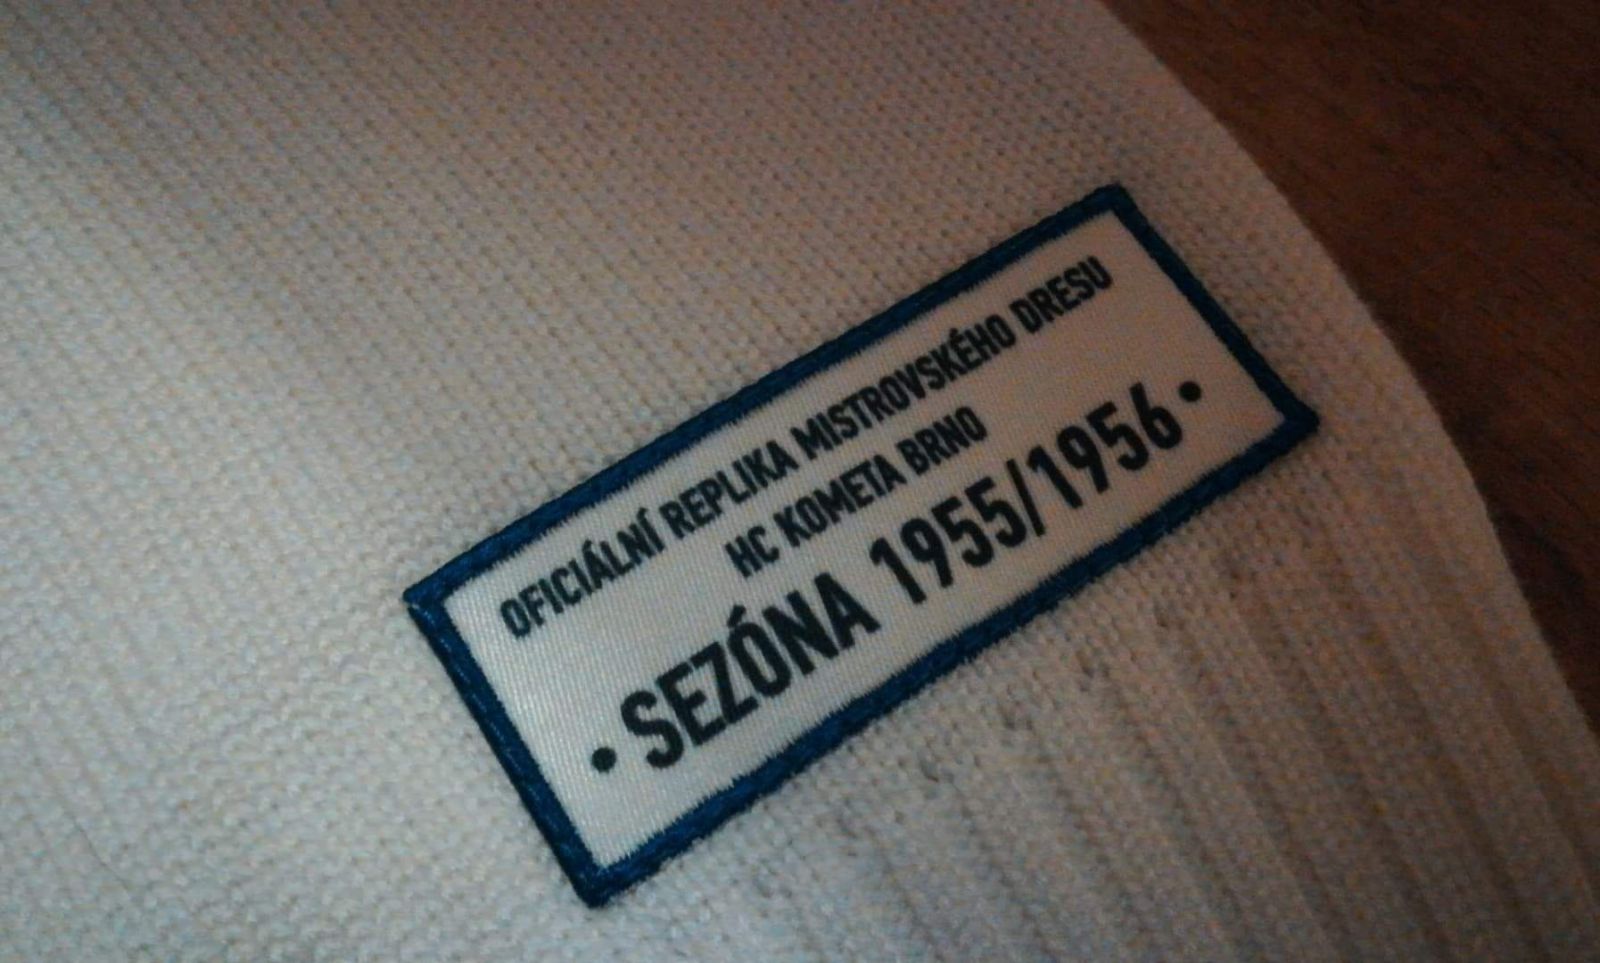 OFICIÁLNÍ REPLIKA MISTROVSKÉHO DRESU
HC KOMETA BRNO
• SEZÓNA 1955/1956 •